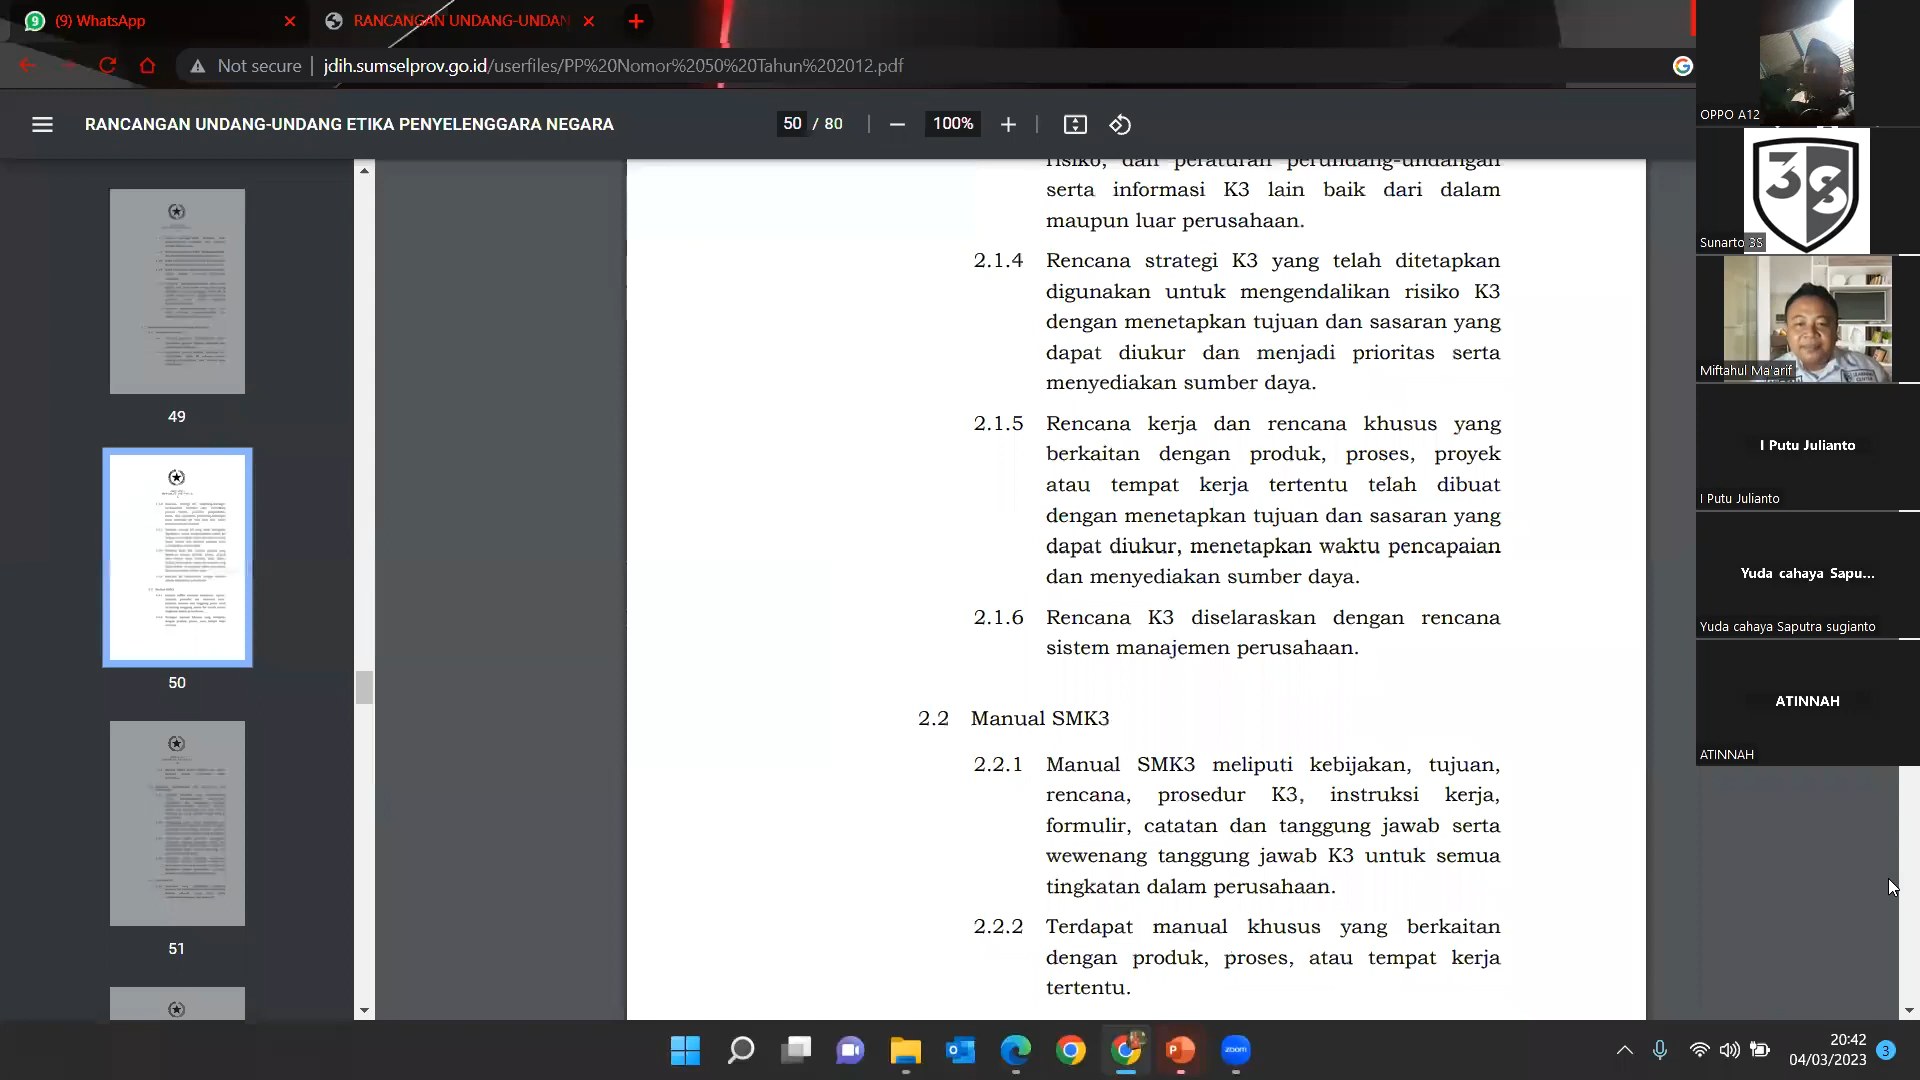 (9) WhatsApp
RANCANGAN UNDANG-UNDAN
Not secure
jdih.sumselprov.go.id/userfiles/PP%20Nomor%2050%20Tahun%202012.pdf
RANCANGAN UNDANG-UNDANG ETIKA PENYELENGGARA NEGARA
50 / 80
100%
49
50
51
risiko, dan peraturan perundang-undangan
serta informasi K3 lain baik dari dalam
maupun luar perusahaan.
2.1.4 Rencana strategi K3 yang telah ditetapkan
digunakan untuk mengendalikan risiko K3
dengan menetapkan tujuan dan sasaran yang
dapat diukur dan menjadi prioritas serta
menyediakan sumber daya.
2.1.5 Rencana kerja dan rencana khusus yang
berkaitan dengan produk, proses, proyek
atau tempat kerja tertentu telah dibuat
dengan menetapkan tujuan dan sasaran yang
dapat diukur, menetapkan waktu pencapaian
dan menyediakan sumber daya.
2.1.6 Rencana K3 diselaraskan dengan rencana
sistem manajemen perusahaan.
2.2 Manual SMK3
2.2.1 Manual SMK3 meliputi kebijakan, tujuan,
rencana, prosedur K3, instruksi kerja,
formulir, catatan dan tanggung jawab serta
wewenang tanggung jawab K3 untuk semua
tingkatan dalam perusahaan.
2.2.2 Terdapat manual khusus yang berkaitan
dengan produk, proses, atau tempat kerja
tertentu.
OPPO A12
3S
Sunarto 3S
Miftahul Ma'arif
I Putu Julianto
I Putu Julianto
Yuda cahaya Sapu...
Yuda cahaya Saputra sugianto
ATINNAH
ATINNAH
zoom
20:42
04/03/2023
3